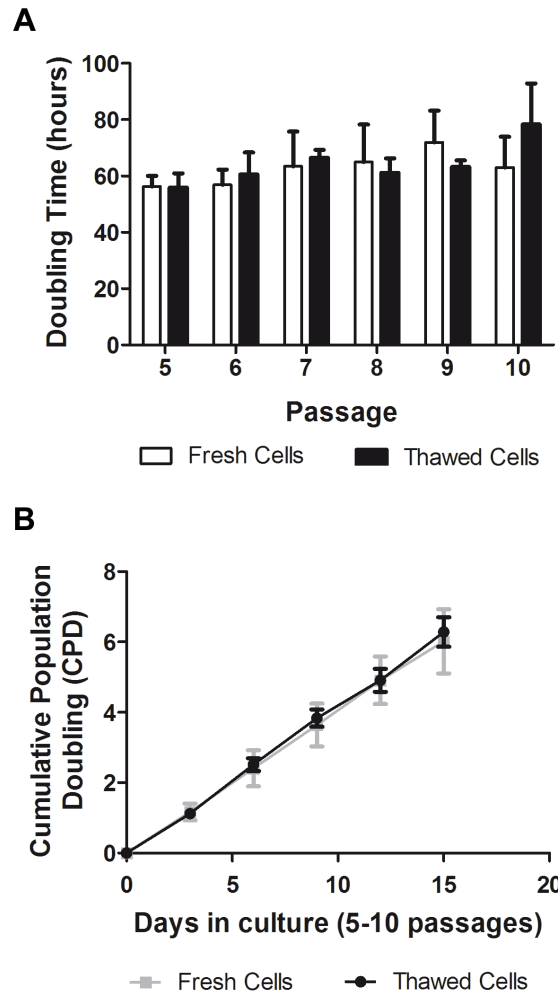 A
Doubling Time (hours)
100
80
60
40
20
0
5 6 7 8 9 10
Passage
Fresh Cells Thawed Cells
B
Cumulative Population
Doubling (CPD)
8
6
4
2
0
0 5 10 15 20
Days in culture (5-10 passages)
Fresh Cells Thawed Cells